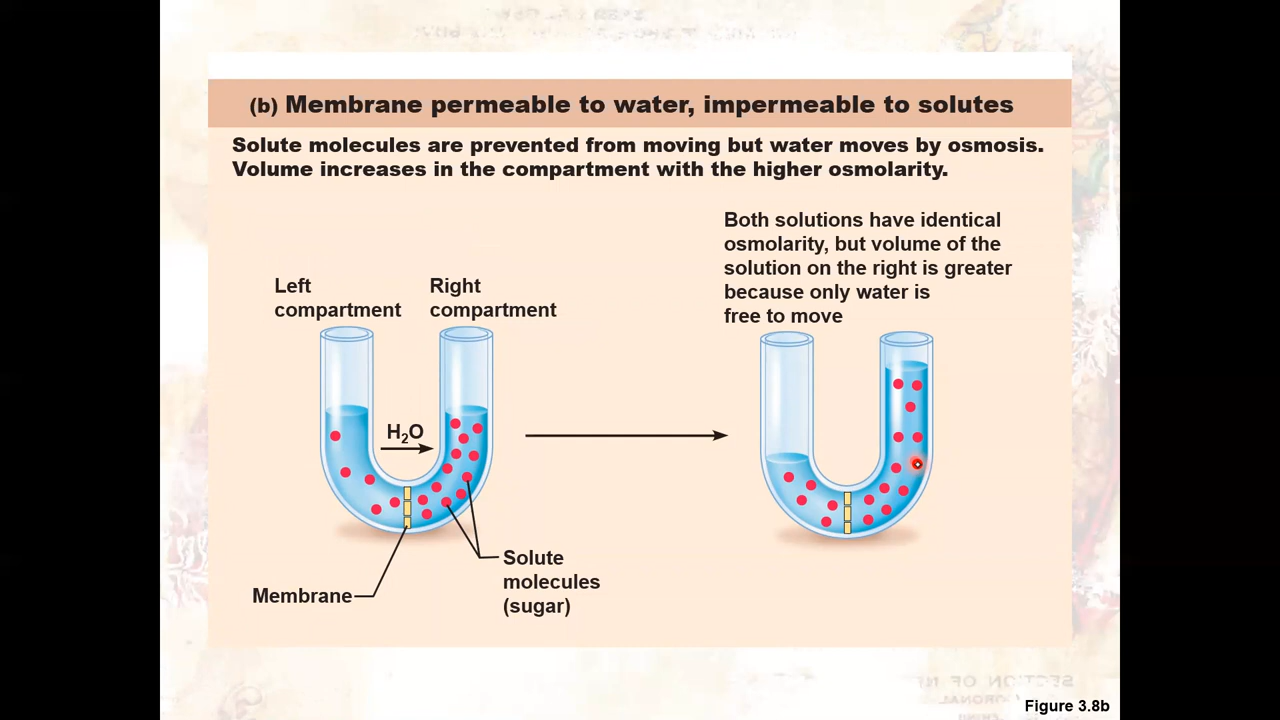 (b) Membrane permeable to water, impermeable to solutes
Solute molecules are prevented from moving but water moves by osmosis.
Volume increases in the compartment with the higher osmolarity.
Both solutions have identical
osmolarity, but volume of the
solution on the right is greater
because only water is
free to move
Left
compartment
Right
compartment
H₂O
Solute
molecules
(sugar)
Membrane
SECTION OF
Figure 3.8b